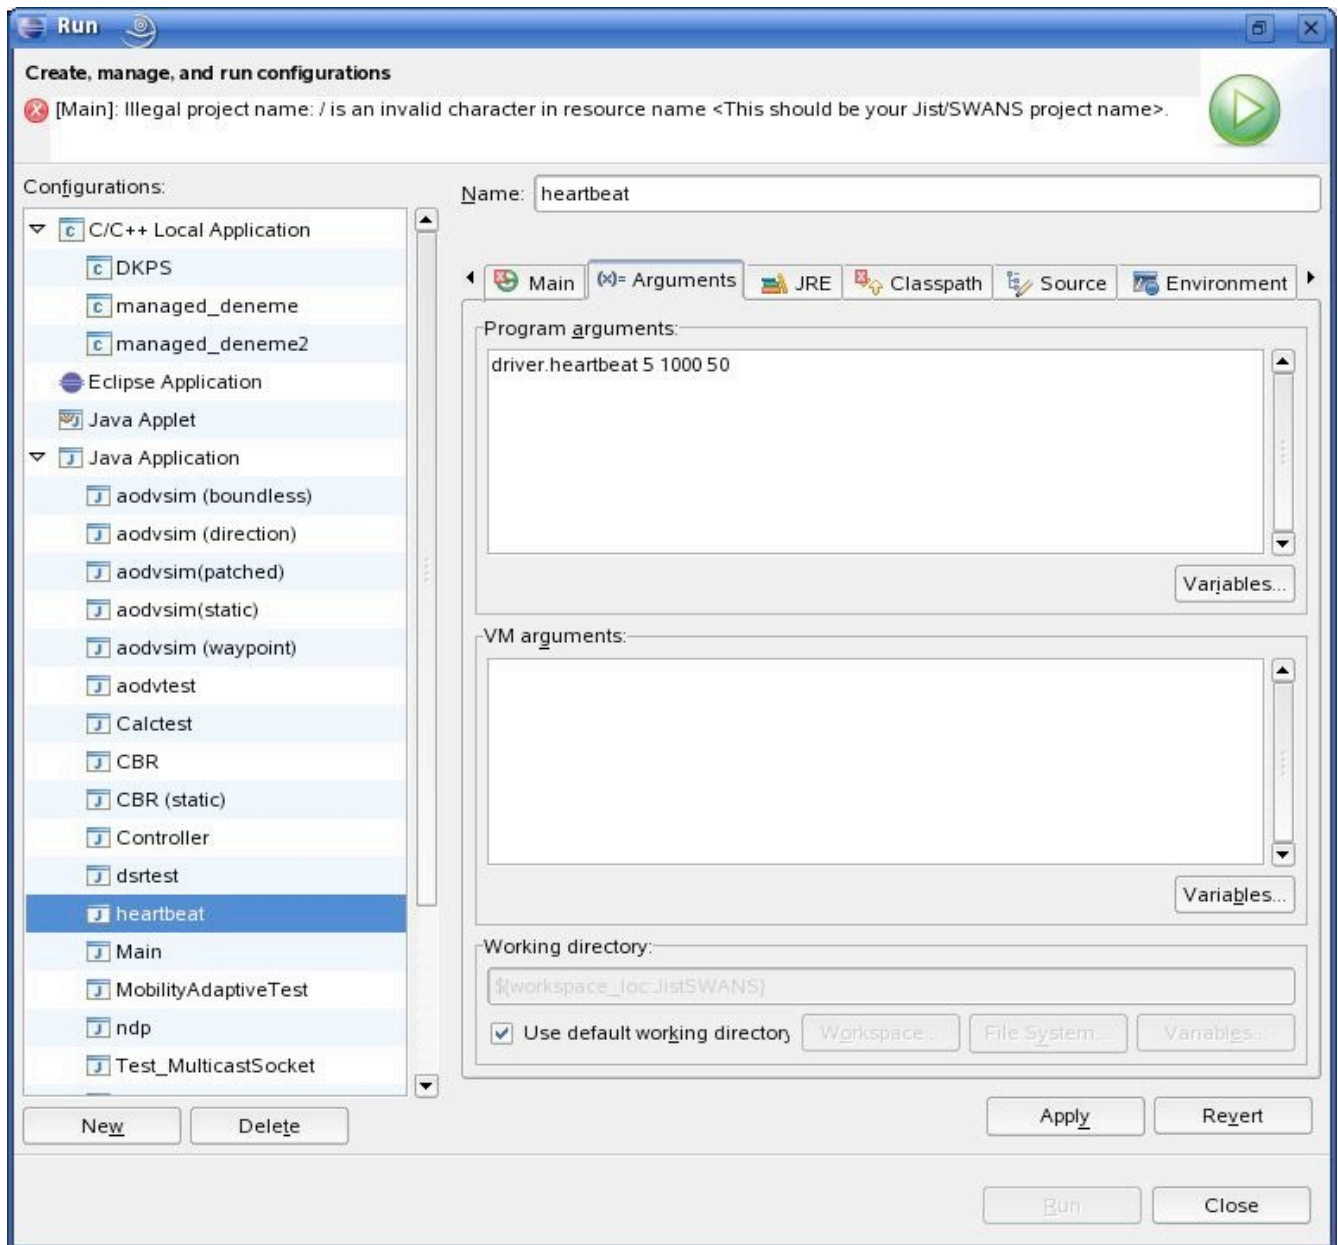 Run
Create, manage, and run configurations
[Main]: Illegal project name: / is an invalid character in resource name <This should be your Jist/SWANS project name>.
Configurations:
C/C++ Local Application
DKPS
managed_deneme
managed_deneme2
Eclipse Application
Java Applet
Java Application
aodvsim (boundless)
aodvsim (direction)
aodvsim(patched)
aodvsim(static)
aodvsim (waypoint)
aodvtest
Calctest
CBR
CBR (static)
Controller
dsrtest
heartbeat
Main
MobilityAdaptiveTest
ndp
Test_MulticastSocket
New Delete
Name: heartbeat
Main (x)= Arguments JRE Classpath Source Environment
Program arguments:
driver.heartbeat 5 1000 50
Variables...
VM arguments:
Variables...
Working directory:
${workspace_loc:JistSWANS}
Use default working directory Workspace... File System... Variables...
Apply Revert
Run Close